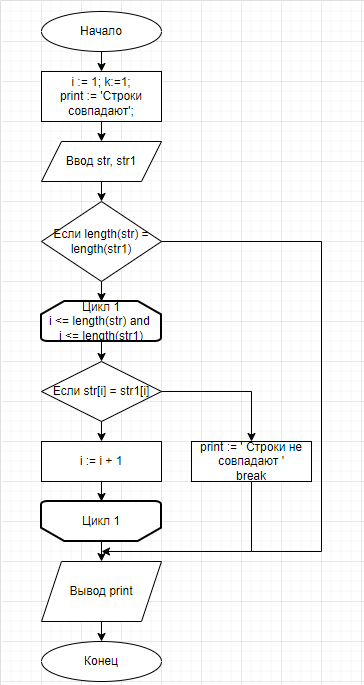 Начало
i := 1; k:=1;
print := 'Строки
совпадают';
Ввод str, str1
Если length(str) =
length(str1)
Цикл 1
i <= length(str) and
i <= length(str1)
Если str[i] = str1[i]
i := i + 1
print := ' Строки не
совпадают '
break
Цикл 1
Вывод print
Конец